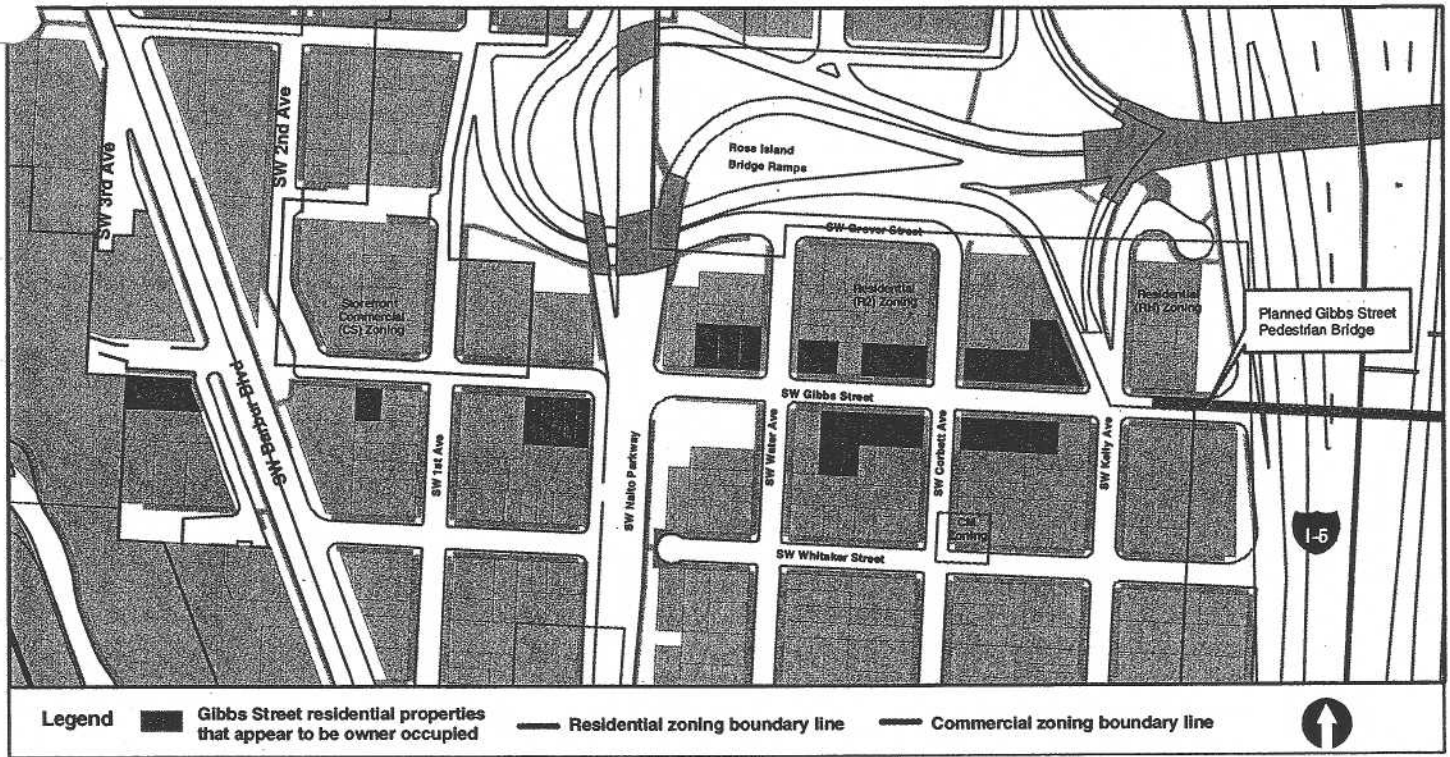 SW 3rd Ave
SW 2nd Ave
Ross Island
Bridge Ramps
SW Grover Street
Storefront
Commercial
(CS) Zoning
Residential
(R2) Zoning
Residential
(RH) Zoning
Planned Gibbs Street
Pedestrian Bridge
SW Barbur Blvd
SW Gibbs Street
SW 1st Ave
SW Naito Parkway
SW Water Ave
SW Corbett Ave
SW Kelly Ave
CM
Zoning
SW Whitaker Street
I-5
Legend
Gibbs Street residential properties
that appear to be owner occupied
Residential zoning boundary line
Commercial zoning boundary line